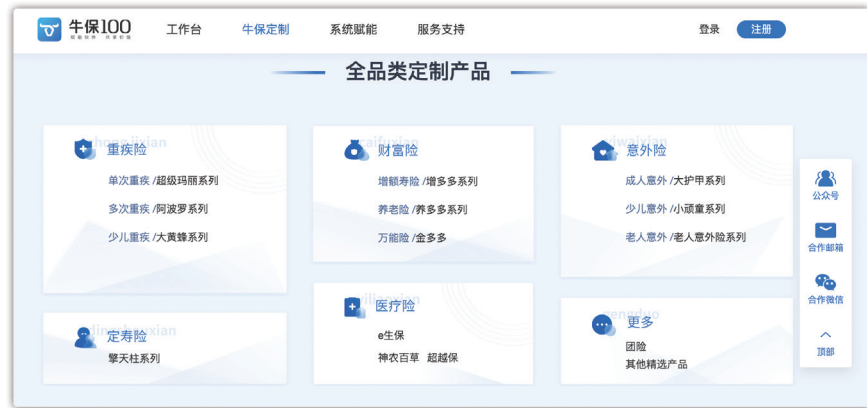 牛保100
赋能伙伴 共享价值
工作台 牛保定制 系统赋能 服务支持 登录 注册
全品类定制产品
重疾险
单次重疾 /超级玛丽系列
多次重疾 /阿波罗系列
少儿重疾 /大黄蜂系列
财富险
增额寿险 /增多多系列
养老险 /养多多系列
万能险 /金多多
意外险
成人意外 /大护甲系列
少儿意外 /小顽童系列
老人意外 /老人意外险系列
定寿险
擎天柱系列
医疗险
e生保
神农百草 超越保
更多
团险
其他精选产品
公众号
合作邮箱
合作微信
顶部